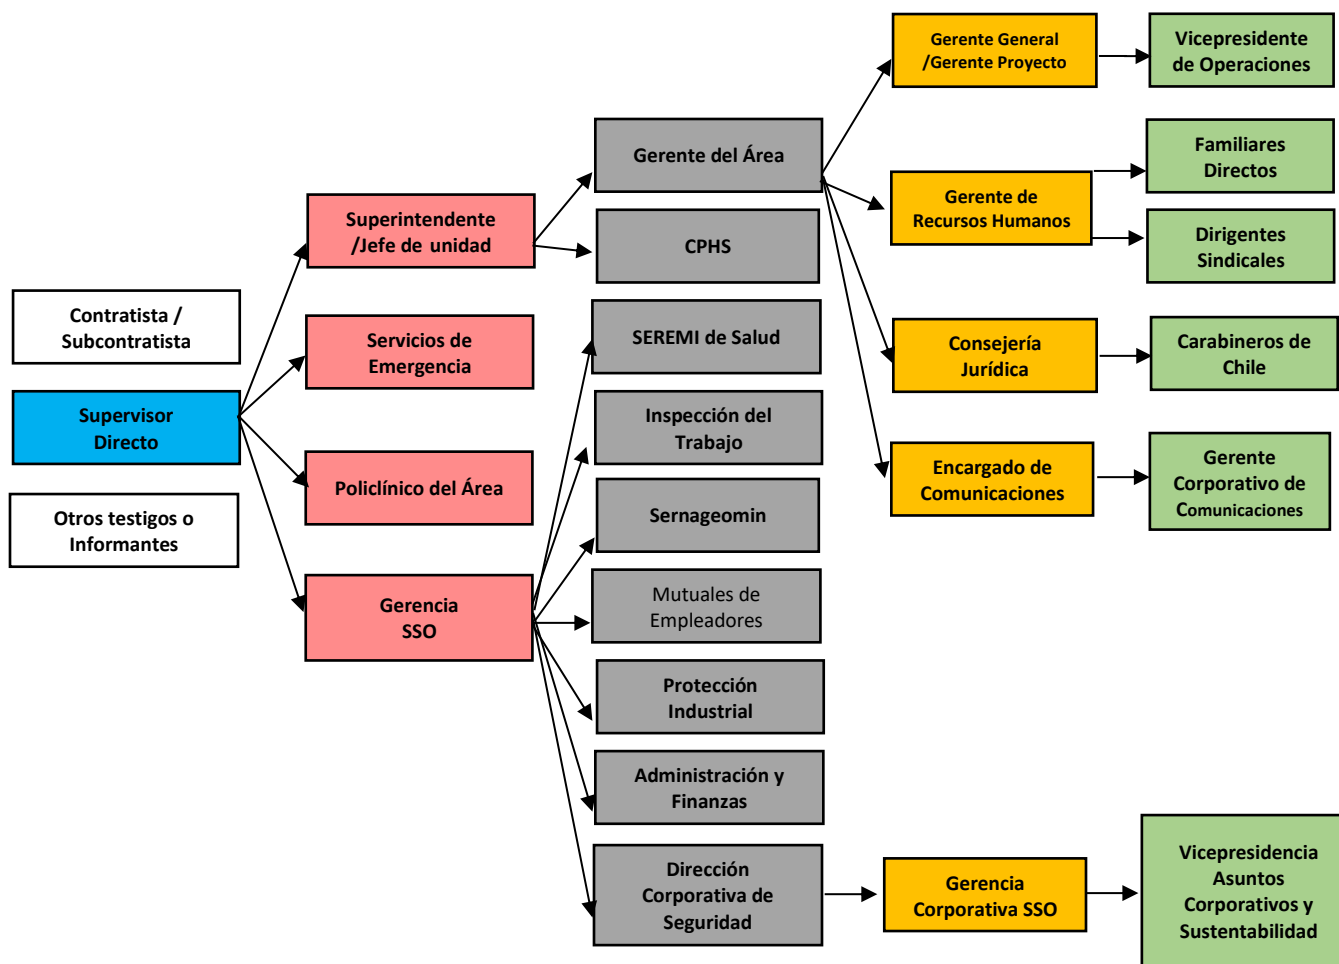 Contratista /
Subcontratista
Supervisor
Directo
Otros testigos o
Informantes
Superintendente
/Jefe de unidad
Servicios de
Emergencia
Policlínico del Área
Gerencia
SSO
Gerente del Área
CPHS
SEREMI de Salud
Inspección del
Trabajo
Sernageomin
Mutuales de
Empleadores
Protección
Industrial
Administración y
Finanzas
Dirección
Corporativa de
Seguridad
Gerente General
/Gerente Proyecto
Gerente de
Recursos Humanos
Consejería
Jurídica
Encargado de
Comunicaciones
Gerencia
Corporativa SSO
Vicepresidente
de Operaciones
Familiares
Directos
Dirigentes
Sindicales
Carabineros de
Chile
Gerente
Corporativo de
Comunicaciones
Vicepresidencia
Asuntos
Corporativos y
Sustentabilidad